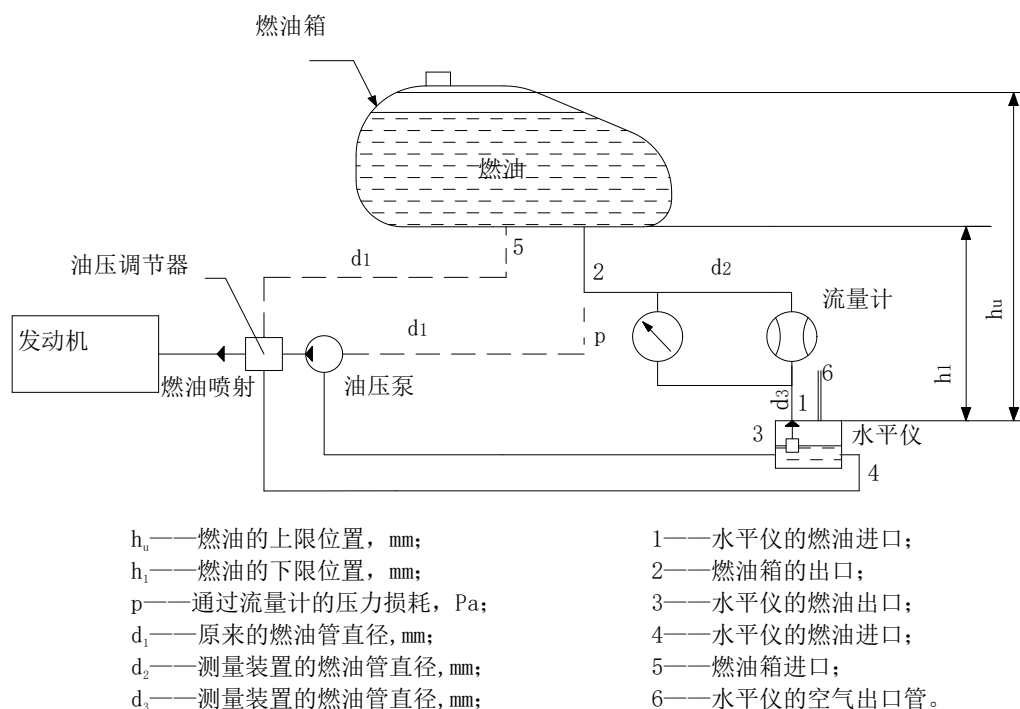 燃油箱
燃油
5
d1
2
d2
油压调节器
流量计
hu
发动机
d1
p
h1
6
燃油喷射
油压泵
d3
1
3
水平仪
4
hu——燃油的上限位置，mm；
h1——燃油的下限位置，mm；
p——通过流量计的压力损耗，Pa；
d1——原来的燃油管直径,mm；
d2——测量装置的燃油管直径,mm；
d3——测量装置的燃油管直径,mm；
1——水平仪的燃油进口；
2——燃油箱的出口；
3——水平仪的燃油出口；
4——水平仪的燃油进口；
5——燃油箱进口；
6——水平仪的空气出口管。